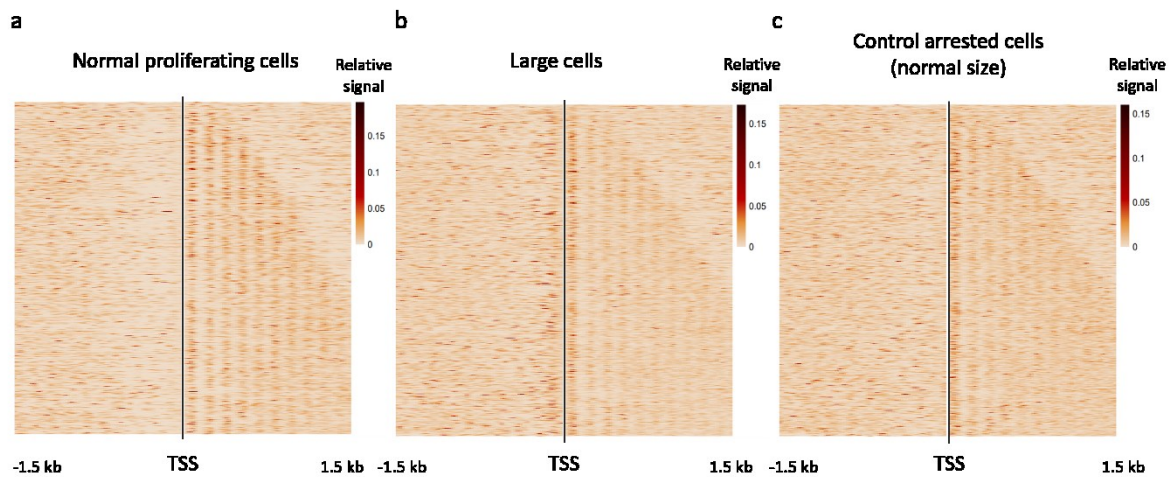 a
Normal proliferating cells
Relative
signal
0.15
0.1
0.05
0
-1.5 kb
TSS
1.5 kb
b
Large cells
Relative
signal
0.15
0.1
0.05
0
-1.5 kb
TSS
1.5 kb
c
Control arrested cells
(normal size)
Relative
signal
0.15
0.1
0.05
0
-1.5 kb
TSS
1.5 kb